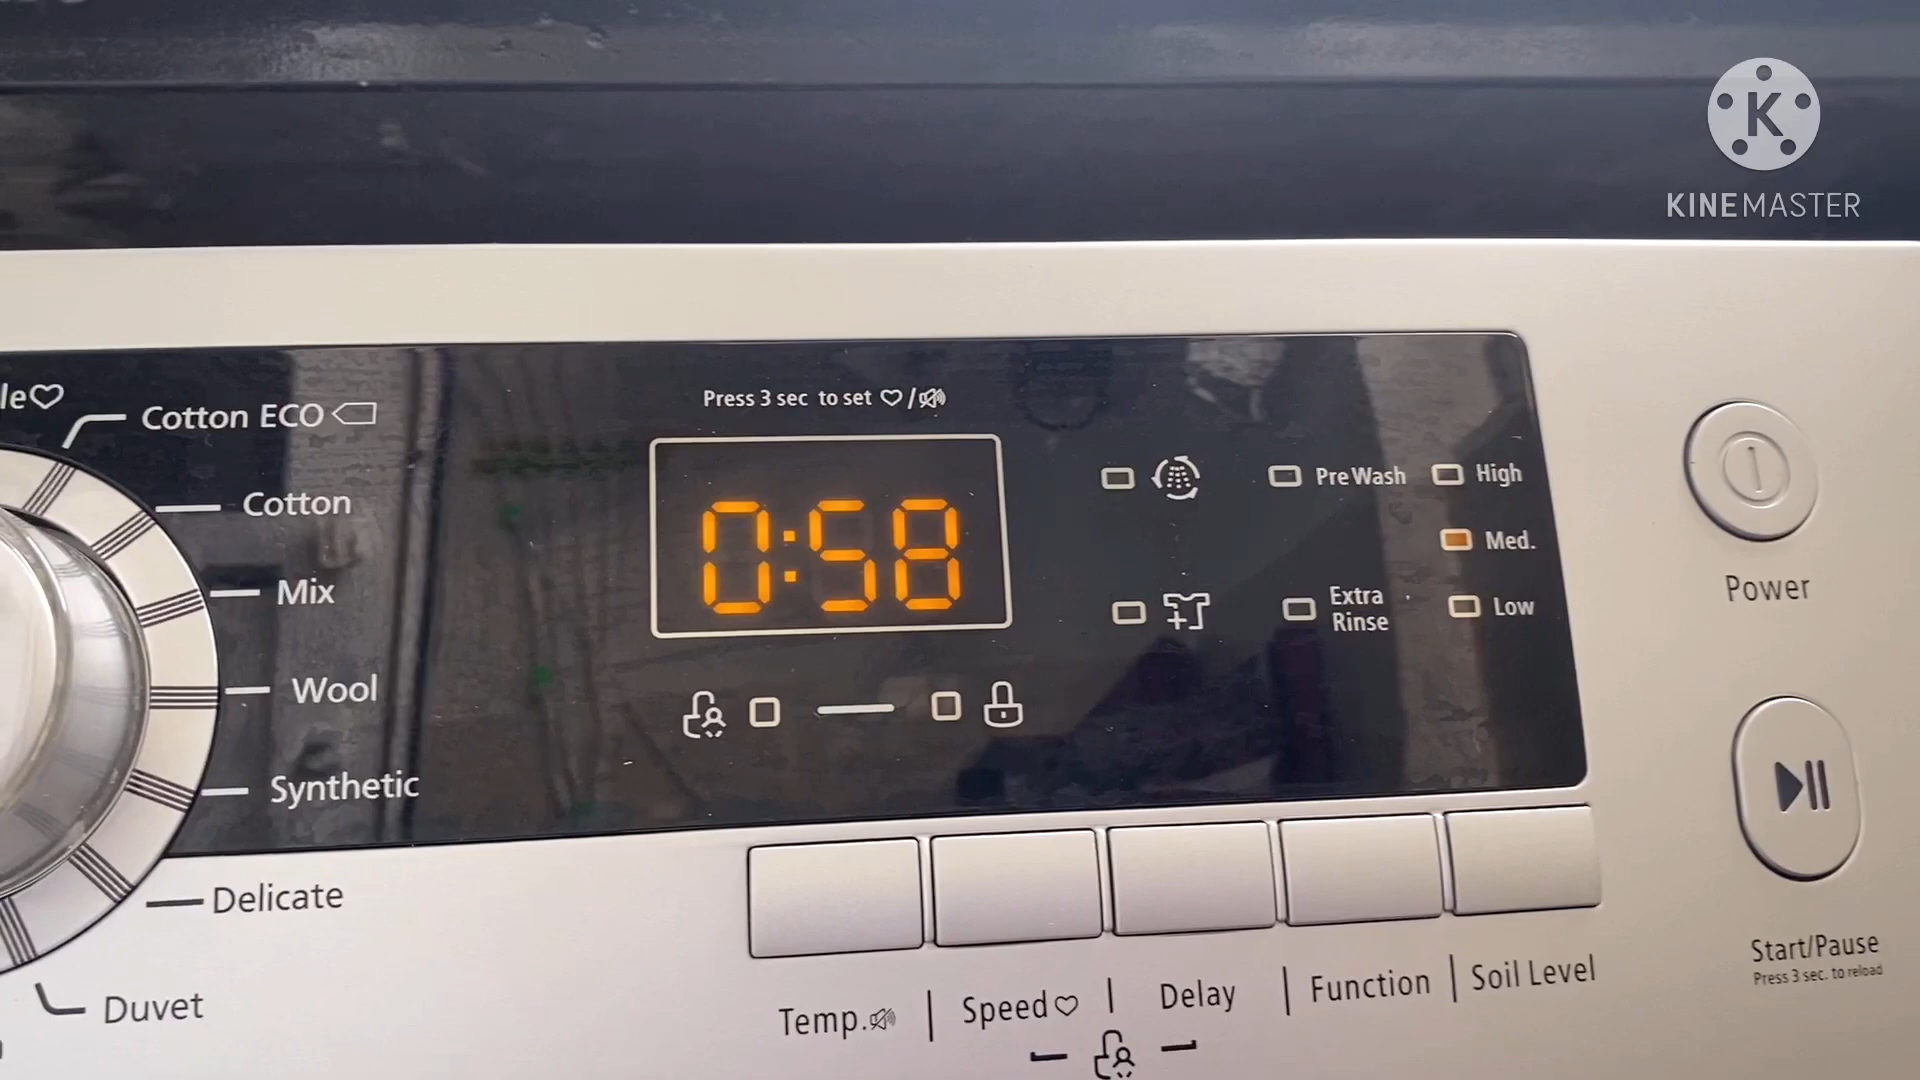 KINEMASTER
le
Cotton ECO
Cotton
Mix
Wool
Synthetic
Delicate
Duvet
Press 3 sec to set /
0:58
Pre Wash
High
Med.
Extra
Rinse
Low
Power
Temp. | Speed | Delay | Function | Soil Level
Start/Pause
Press 3 sec. to reload